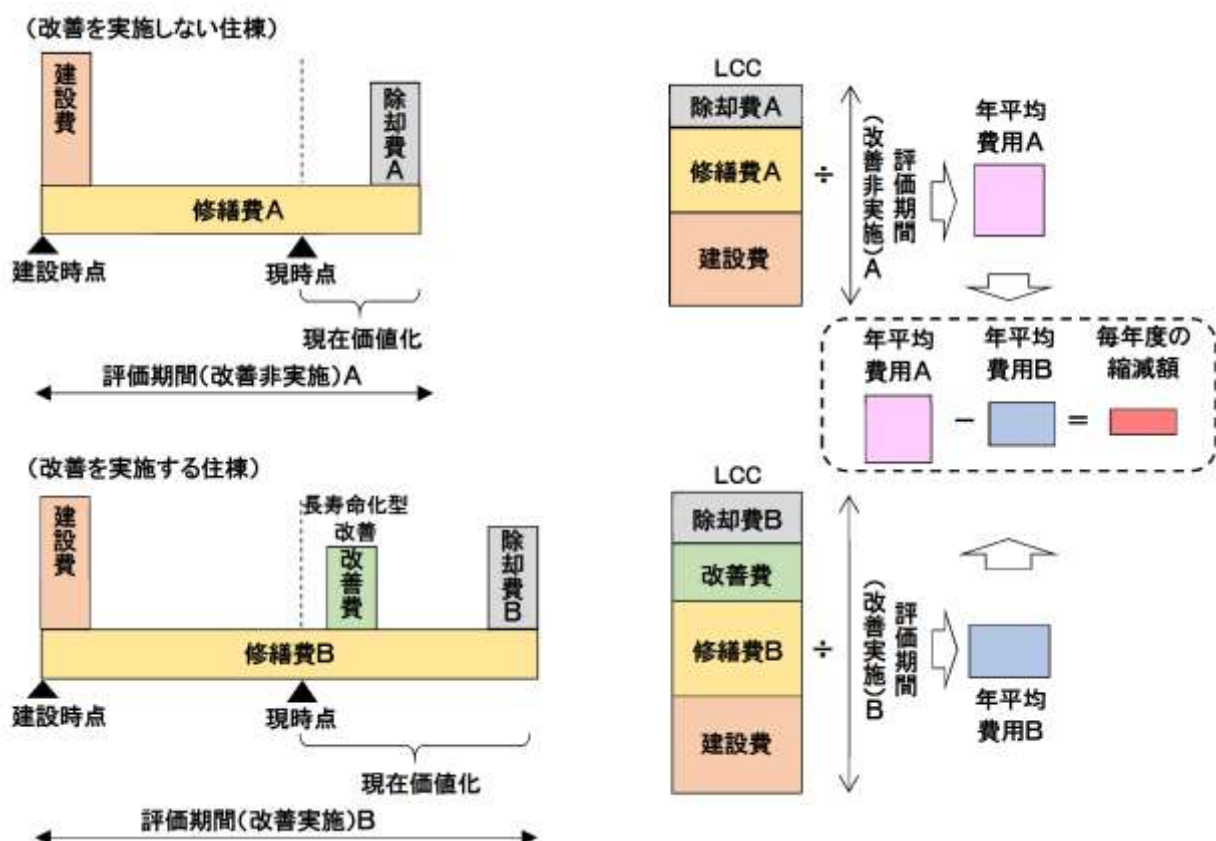 （改善を実施しない住棟）
建設費
除却費A
修繕費A
建設時点
現時点
現在価値化
評価期間（改善非実施）A
（改善を実施する住棟）
建設費
長寿命化型
改善
改善費
除却費B
修繕費B
建設時点
現時点
現在価値化
評価期間（改善実施）B
LCC
除却費A
修繕費A
建設費
÷
評価期間
（改善非実施）A
年平均
費用A
年平均
費用A
－
年平均
費用B
＝
毎年度の
縮減額
LCC
除却費B
改善費
修繕費B
建設費
÷
評価期間
（改善実施）B
年平均
費用B